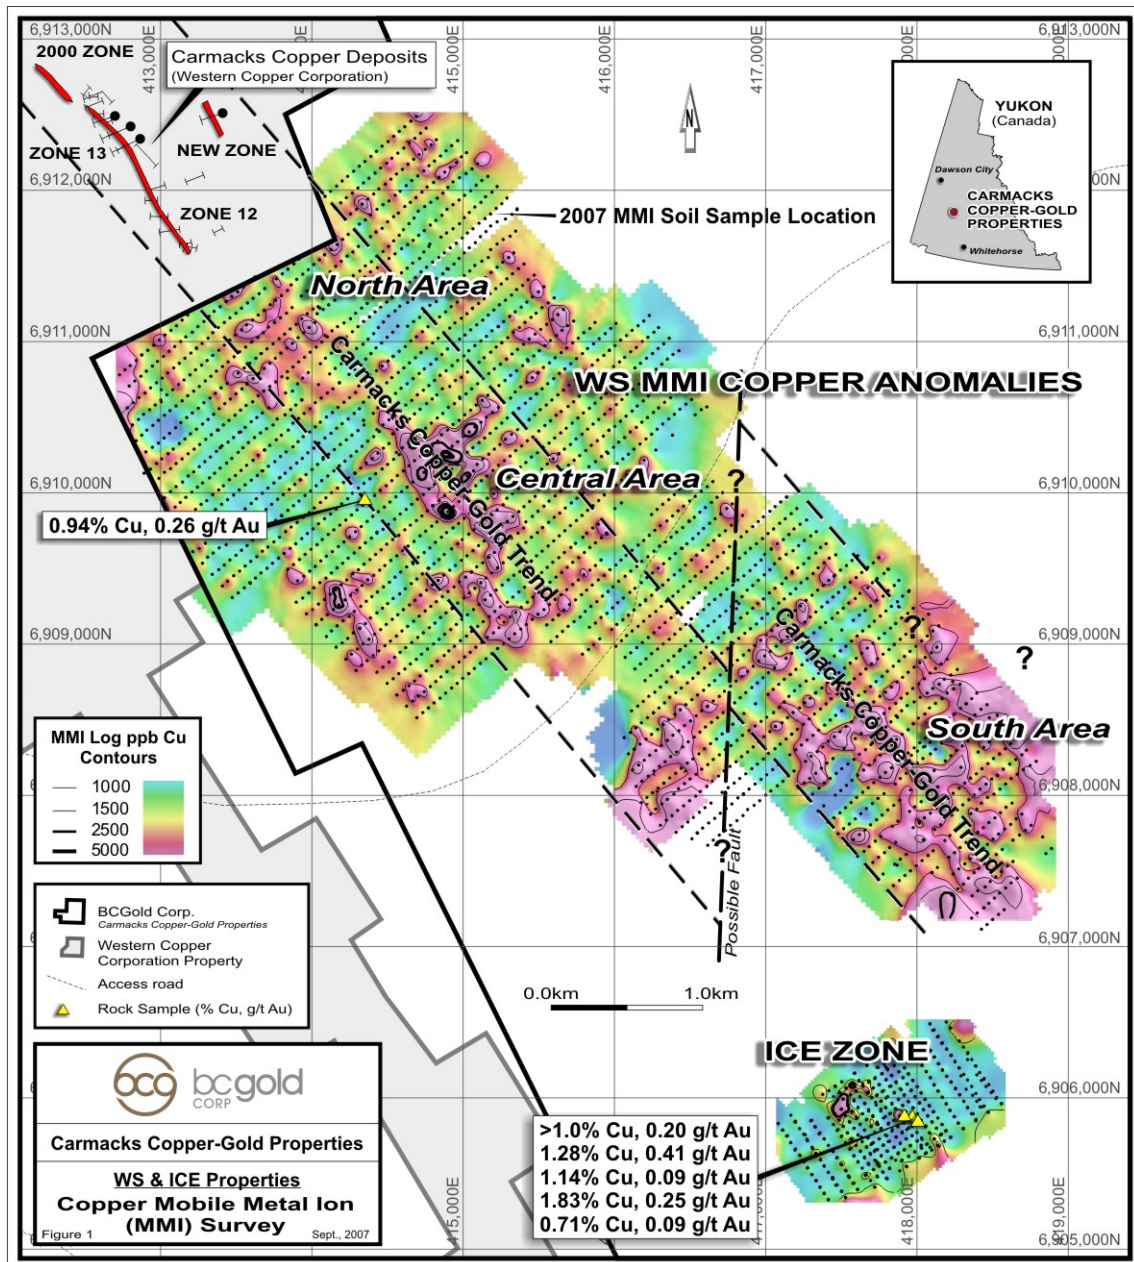 6,913,000N
413,000E
415,000E
416,000E
417,000E
418,000E
6,913,000N
2000 ZONE
Carmacks Copper Deposits
(Western Copper Corporation)
ZONE 13
NEW ZONE
ZONE 12
6,912,000N
N
YUKON
(Canada)
Dawson City
CARMACKS
COPPER-GOLD
PROPERTIES
Whitehorse
2007 MMI Soil Sample Location
North Area
6,911,000N
6,911,000N
WS MMI COPPER ANOMALIES
Carmacks Copper-Gold Trend
Central Area
?
6,910,000N
6,910,000N
0.94% Cu, 0.26 g/t Au
6,909,000N
6,909,000N
?
?
Carmacks Copper-Gold Trend
South Area
MMI Log ppb Cu
Contours
1000
1500
2500
5000
6,908,000N
?
Possible Fault
6,907,000N
BCGold Corp.
Carmacks Copper-Gold Properties
Western Copper
Corporation Property
Access road
Rock Sample (% Cu, g/t Au)
0.0km
1.0km
ICE ZONE
6,906,000N
bcg
bcgold
CORP
Carmacks Copper-Gold Properties
WS & ICE Properties
Copper Mobile Metal Ion
(MMI) Survey
Figure 1
Sept., 2007
>1.0% Cu, 0.20 g/t Au
1.28% Cu, 0.41 g/t Au
1.14% Cu, 0.09 g/t Au
1.83% Cu, 0.25 g/t Au
0.71% Cu, 0.09 g/t Au
415,000E
418,000E
419,000E
6,905,000N